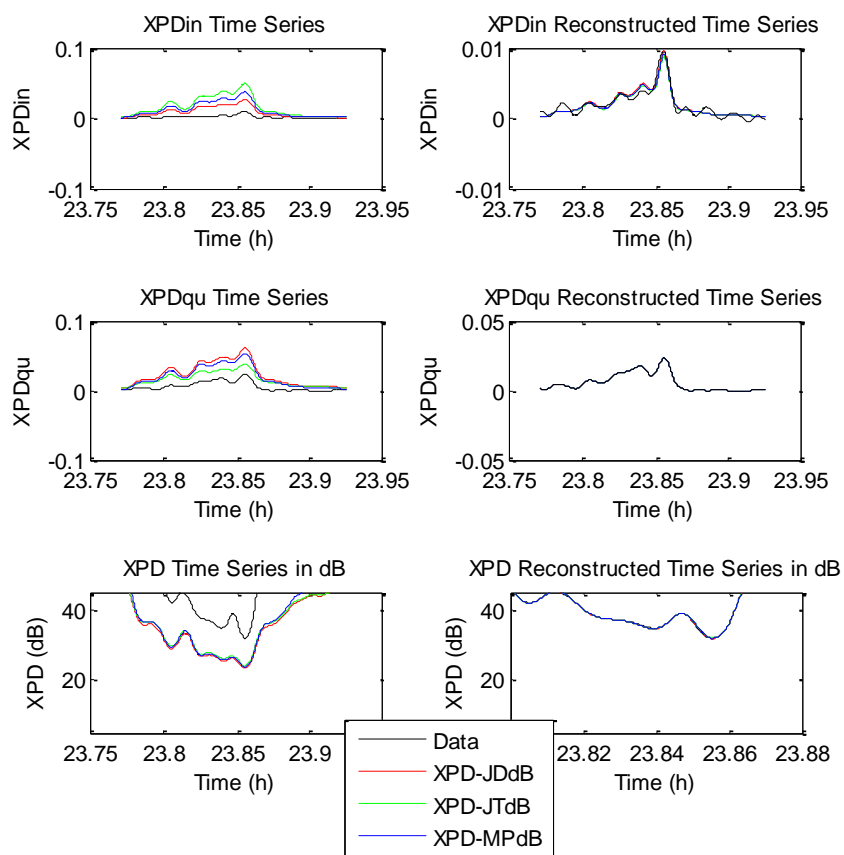 XPDin Time Series
0.1
0
-0.1
XPDin
23.75 23.8 23.85 23.9 23.95
Time (h)
XPDin Reconstructed Time Series
0.01
0
-0.01
XPDin
23.75 23.8 23.85 23.9 23.95
Time (h)
XPDqu Time Series
0.1
0
-0.1
XPDqu
23.75 23.8 23.85 23.9 23.95
Time (h)
XPDqu Reconstructed Time Series
0.05
0
-0.05
XPDqu
23.75 23.8 23.85 23.9 23.95
Time (h)
XPD Time Series in dB
40
20
XPD (dB)
23.75 23.8 23.85 23.9
Time (h)
XPD Reconstructed Time Series in dB
40
20
XPD (dB)
23.82 23.84 23.86 23.88
Time (h)
Data
XPD-JDdB
XPD-JTdB
XPD-MPdB